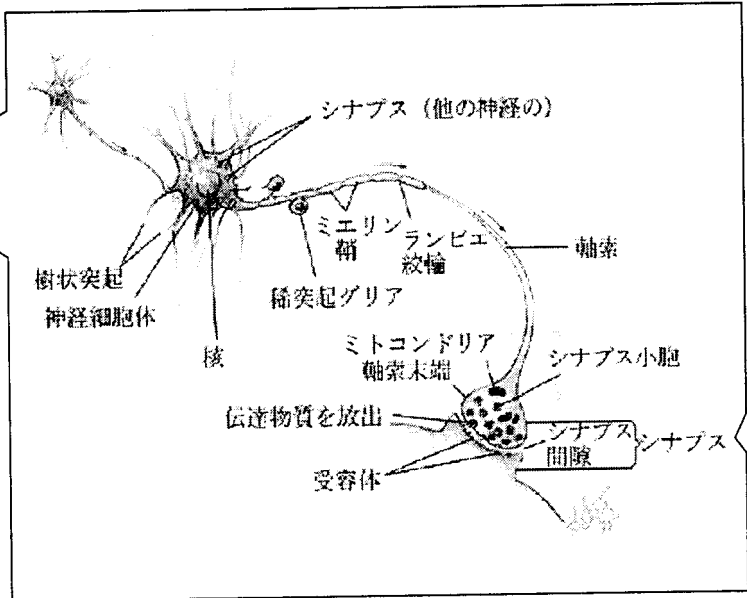 シナプス（他の神経の）
ミエリン
鞘
ランビエ
絞輪
軸索
樹状突起
神経細胞体
稀突起グリア
核
ミトコンドリア
軸索末端
シナプス小胞
伝達物質を放出
シナプス
間隙
シナプス
受容体